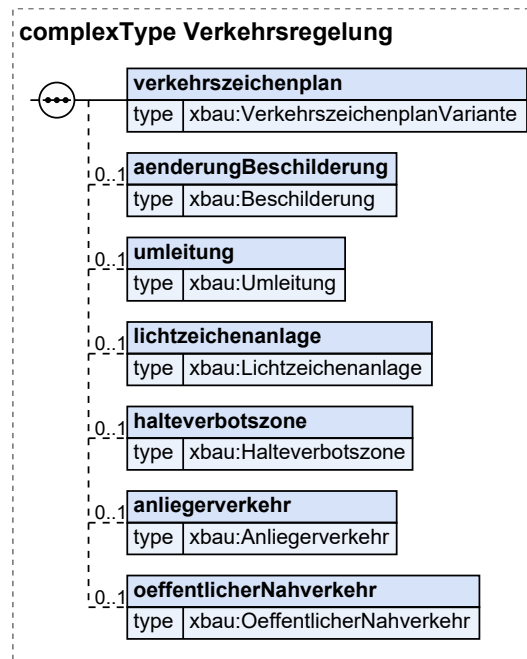 complexType Verkehrsregelung
verkehrszeichenplan
type xbau:VerkehrszeichenplanVariante
0..1 aenderungBeschilderung
type xbau:Beschilderung
0..1 umleitung
type xbau:Umleitung
0..1 lichtzeichenanlage
type xbau:Lichtzeichenanlage
0..1 halteverbotszone
type xbau:Halteverbotszone
0..1 anliegerverkehr
type xbau:Anliegerverkehr
0..1 oeffentlicherNahverkehr
type xbau:OeffentlicherNahverkehr